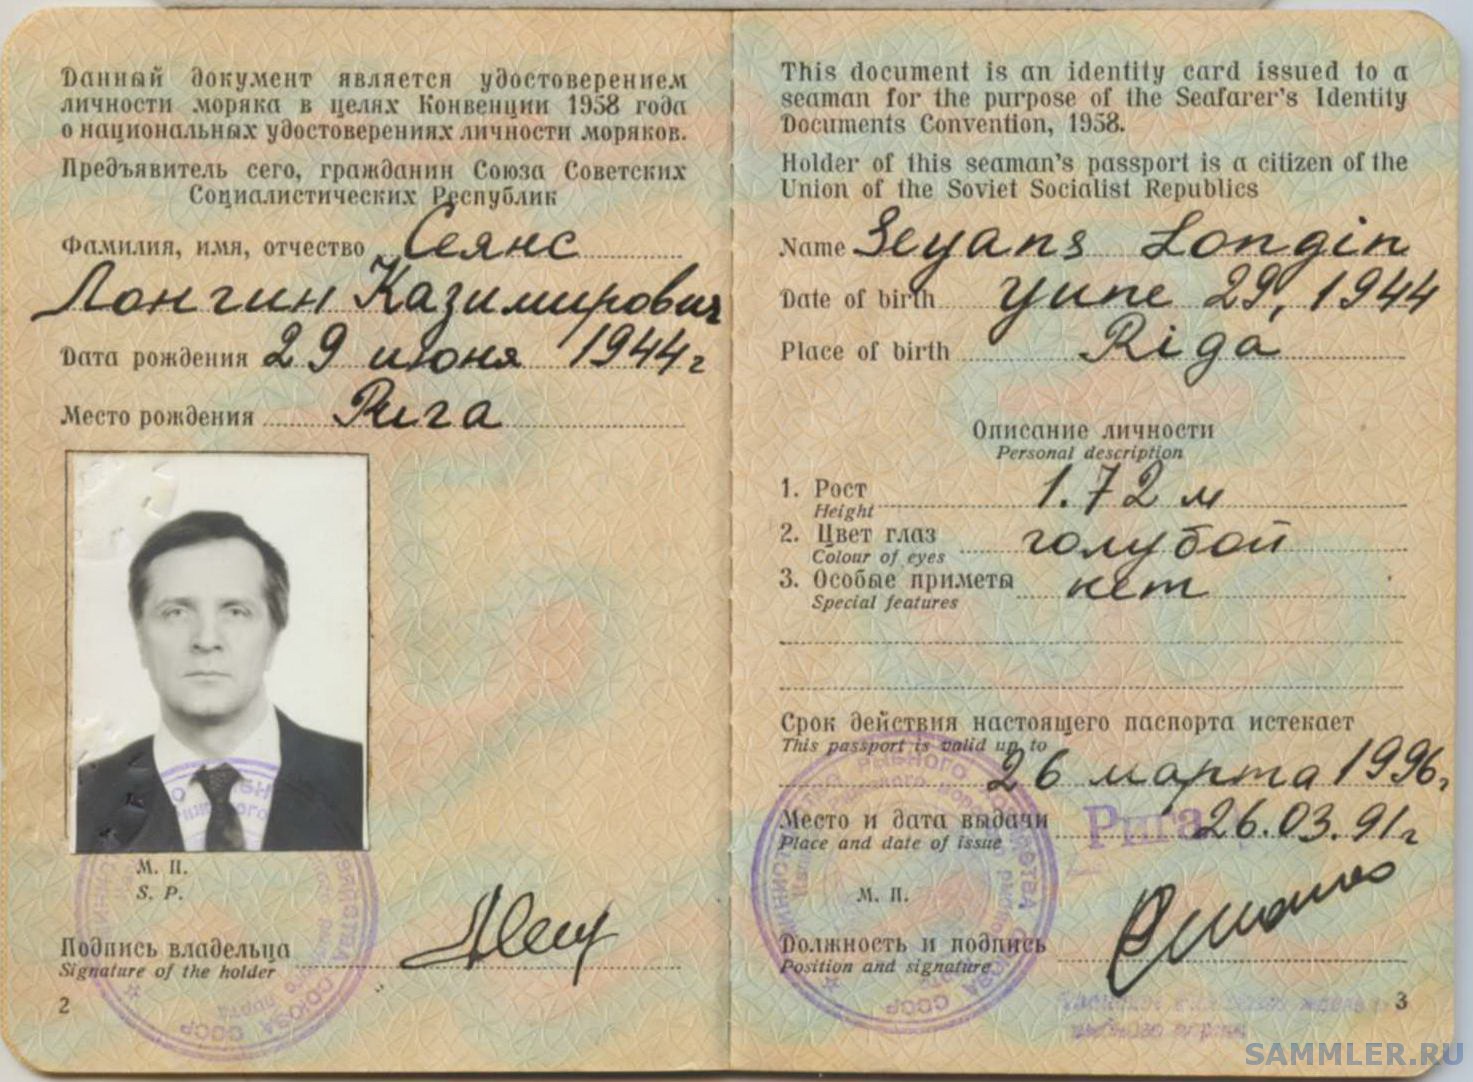 Данный документ является удостоверением
личности моряка в целях Конвенции 1958 года
о национальных удостоверениях личности моряков.
Предъявитель сего, гражданин Союза Советских
Социалистических Республик
Фамилия, имя, отчество Сеянс
Лонгин Казимирович
Дата рождения 29 июня 1944 г
Место рождения Рига
М. П.
S. P.
Подпись владельца
Signature of the holder
2
This document is an identity card issued to a
seaman for the purpose of the Seafarer's Identity
Documents Convention, 1958.
Holder of this seaman's passport is a citizen of the
Union of the Soviet Socialist Republics
Name Seyans Longin
Date of birth Yune 29, 1944
Place of birth Riga
Описание личности
Personal description
1. Рост 1.72 м
Height
2. Цвет глаз голубой
Colour of eyes
3. Особые приметы нет
Special features
Срок действия настоящего паспорта истекает
This passport is valid up to
26 марта 1996 г
Место и дата выдачи Рига 26.03.91 г
Place and date of issue
М. П.
Должность и подпись
Position and signature
РЫБНОГО ХОЗЯЙСТВА СОЮЗА СССР
3
SAMMLER.RU